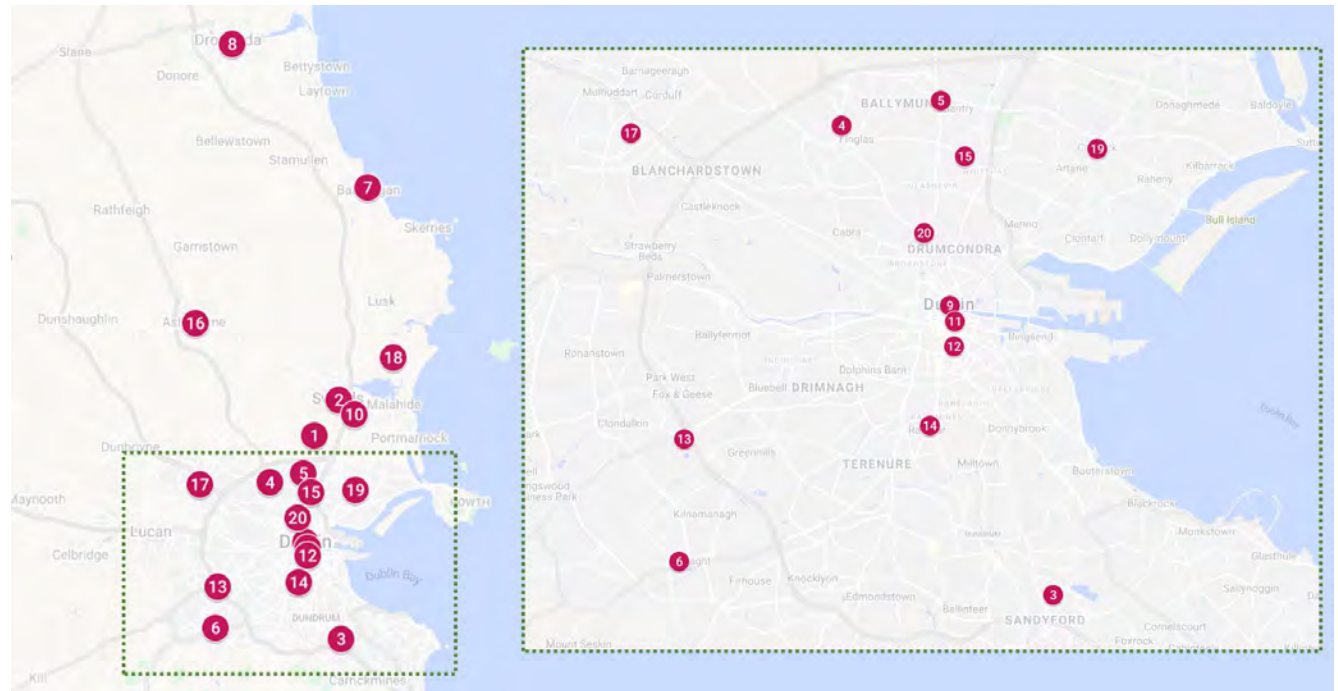 Slane
8
Donore
Bettystown
Laytown
Bellewstown
Stamullen
7
Rathfeigh
Skerries
Garristown
Lusk
Dunshaughlin
16
18
2
10
Malahide
1
Portmarnock
Dunboyne
17
4
5
15
19
Maynooth
20
HOWTH
Lucan
12
Celbridge
Dublin Bay
13
14
6
DUNDRUM
3
Kill
Carrickmines
Barnageeragh
Mulhuddart
Corduff
5
BALLYMUN
Santry
Donaghmede
Baldoyle
17
4
Finglas
15
19
BLANCHARDSTOWN
Artane
Kilbarrack
Raheny
Castleknock
Bull Island
Cabra
20
Marino
Clontarf
Dollymount
DRUMCONDRA
Strawberry
Beds
Palmerstown
9
11
Ballyfermot
Ringsend
Ronanstown
12
Dolphins Barn
Park West
Fox & Geese
Bluebell
DRIMNAGH
Clondalkin
13
14
Donnybrook
Greenhills
TERENURE
Milltown
Booterstown
Blackrock
Kilnamanagh
Monkstown
6
Firhouse
Knocklyon
Glasthule
3
Edmondstown
Ballinteer
SANDYFORD
Sallynoggin
Cornelscourt
Foxrock
Mount Seskin